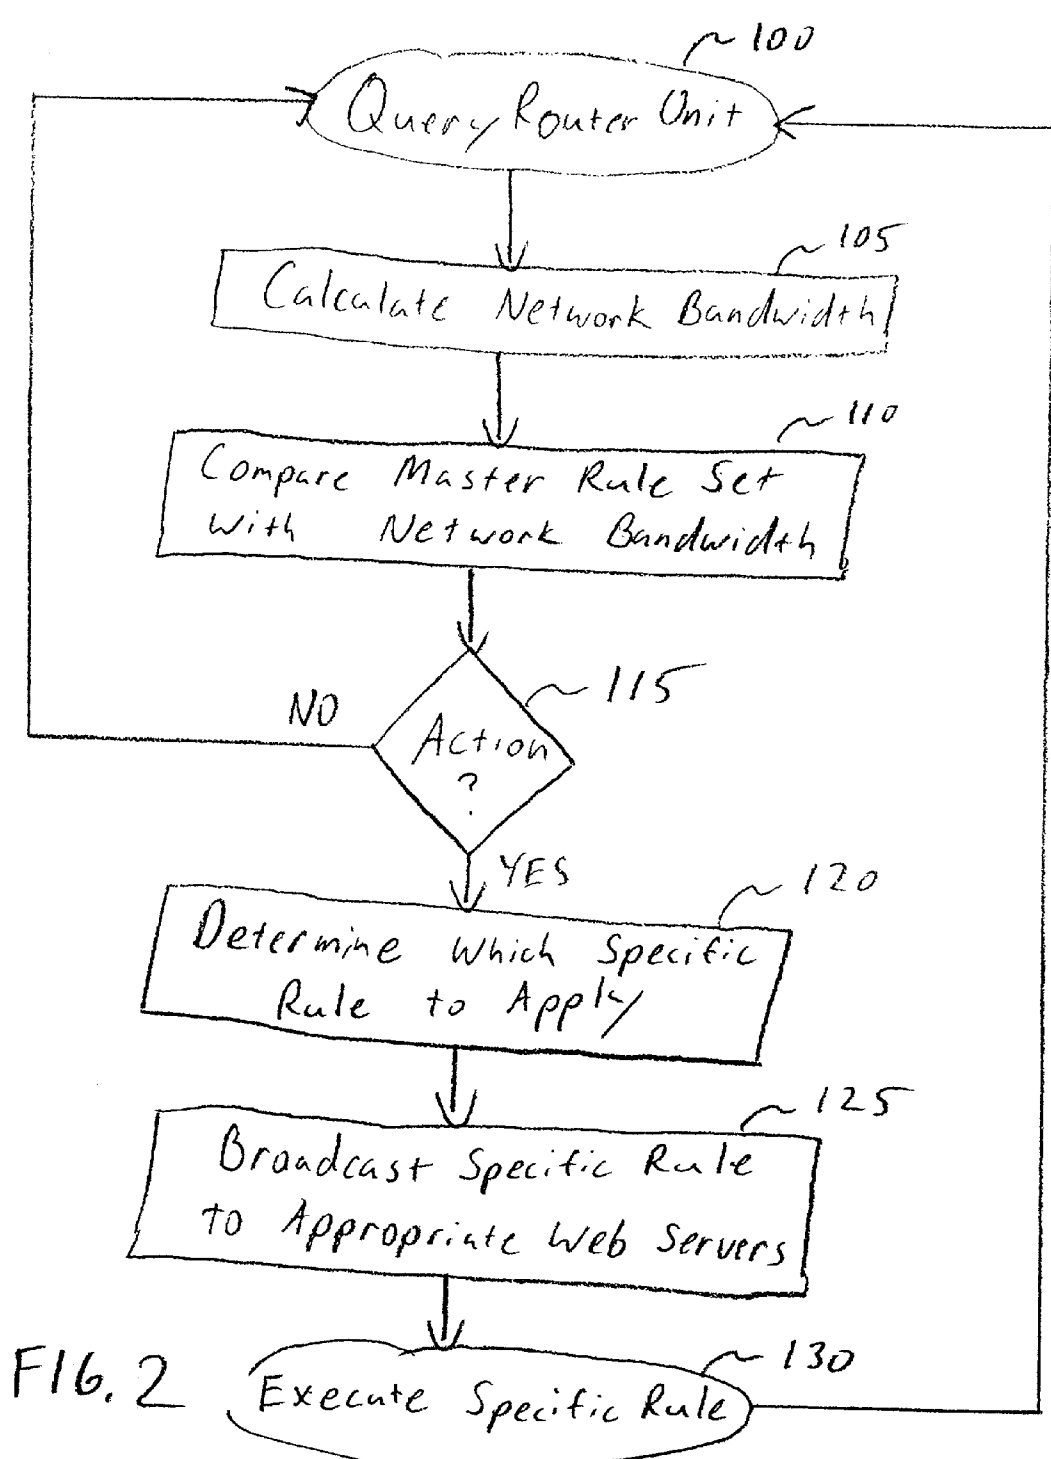 100
Query Router Unit
105
Calculate Network Bandwidth
110
Compare Master Rule Set
with Network Bandwidth
115
NO
Action
?
YES
120
Determine Which Specific
Rule to Apply
125
Broadcast Specific Rule
to Appropriate Web Servers
130
FIG. 2
Execute Specific Rule